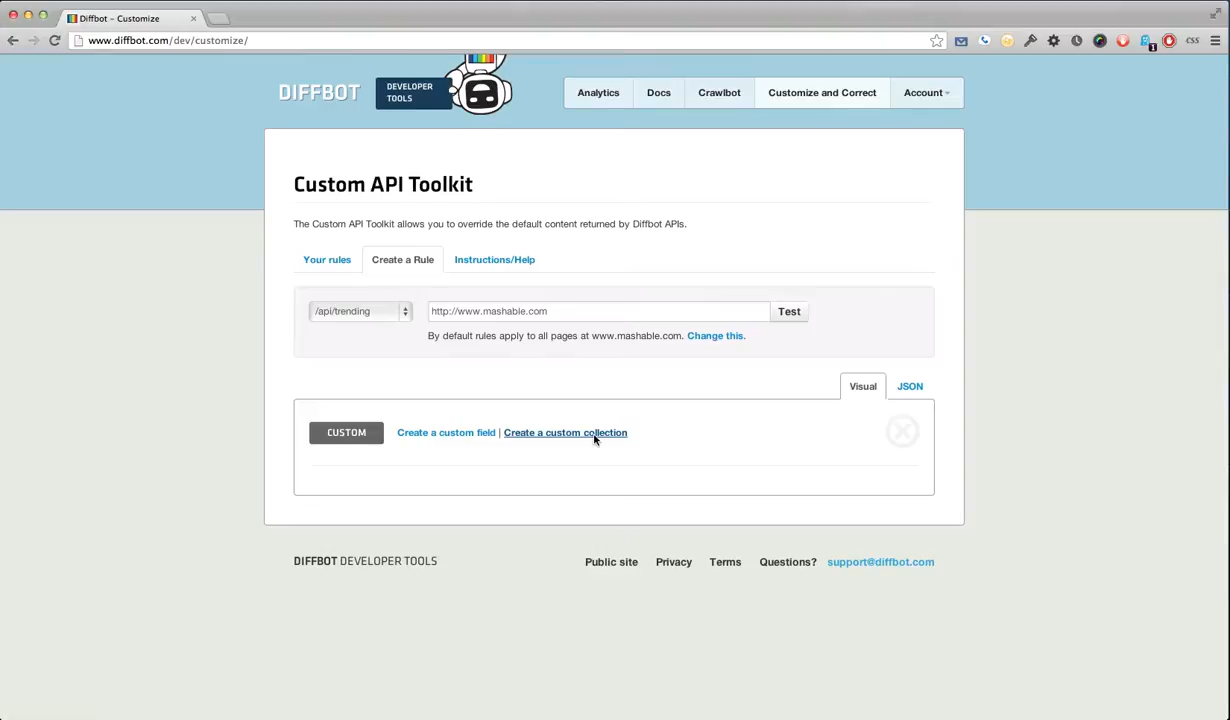 Diffbot – Customize
www.diffbot.com/dev/customize/
1
CSS
DIFFBOT
DEVELOPER
TOOLS
Analytics
Docs
Crawlbot
Customize and Correct
Account
Custom API Toolkit
The Custom API Toolkit allows you to override the default content returned by Diffbot APIs.
Your rules
Create a Rule
Instructions/Help
/api/trending
http://www.mashable.com
Test
By default rules apply to all pages at www.mashable.com. Change this.
Visual
JSON
CUSTOM
Create a custom field | Create a custom collection
DIFFBOT DEVELOPER TOOLS
Public site
Privacy
Terms
Questions?
support@diffbot.com